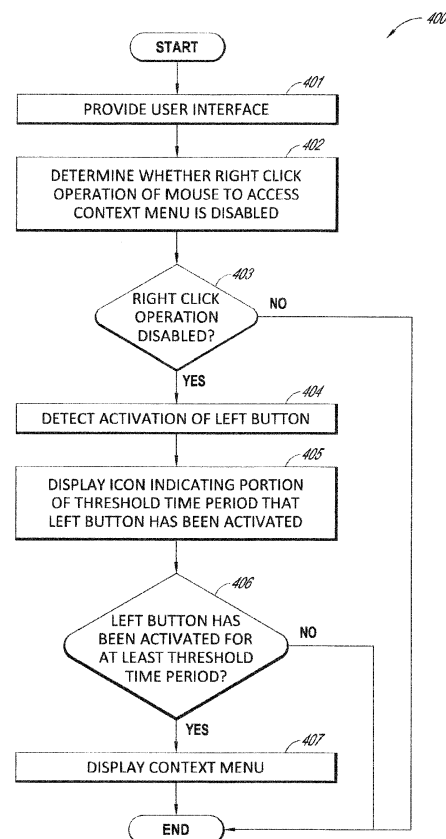 400
START
401
PROVIDE USER INTERFACE
402
DETERMINE WHETHER RIGHT CLICK
OPERATION OF MOUSE TO ACCESS
CONTEXT MENU IS DISABLED
403
RIGHT CLICK
OPERATION
DISABLED?
NO
YES
404
DETECT ACTIVATION OF LEFT BUTTON
405
DISPLAY ICON INDICATING PORTION
OF THRESHOLD TIME PERIOD THAT
LEFT BUTTON HAS BEEN ACTIVATED
406
LEFT BUTTON HAS
BEEN ACTIVATED FOR
AT LEAST THRESHOLD
TIME PERIOD?
NO
YES
407
DISPLAY CONTEXT MENU
END